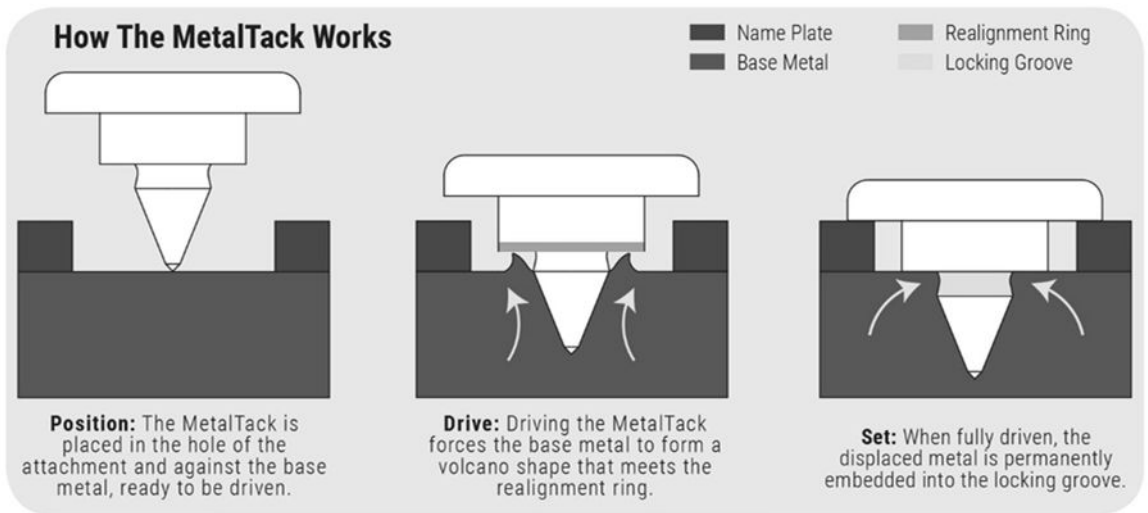 How The MetalTack Works
Name Plate
Realignment Ring
Base Metal
Locking Groove
Position: The MetalTack is
placed in the hole of the
attachment and against the base
metal, ready to be driven.
Drive: Driving the MetalTack
forces the base metal to form a
volcano shape that meets the
realignment ring.
Set: When fully driven, the
displaced metal is permanently
embedded into the locking groove.